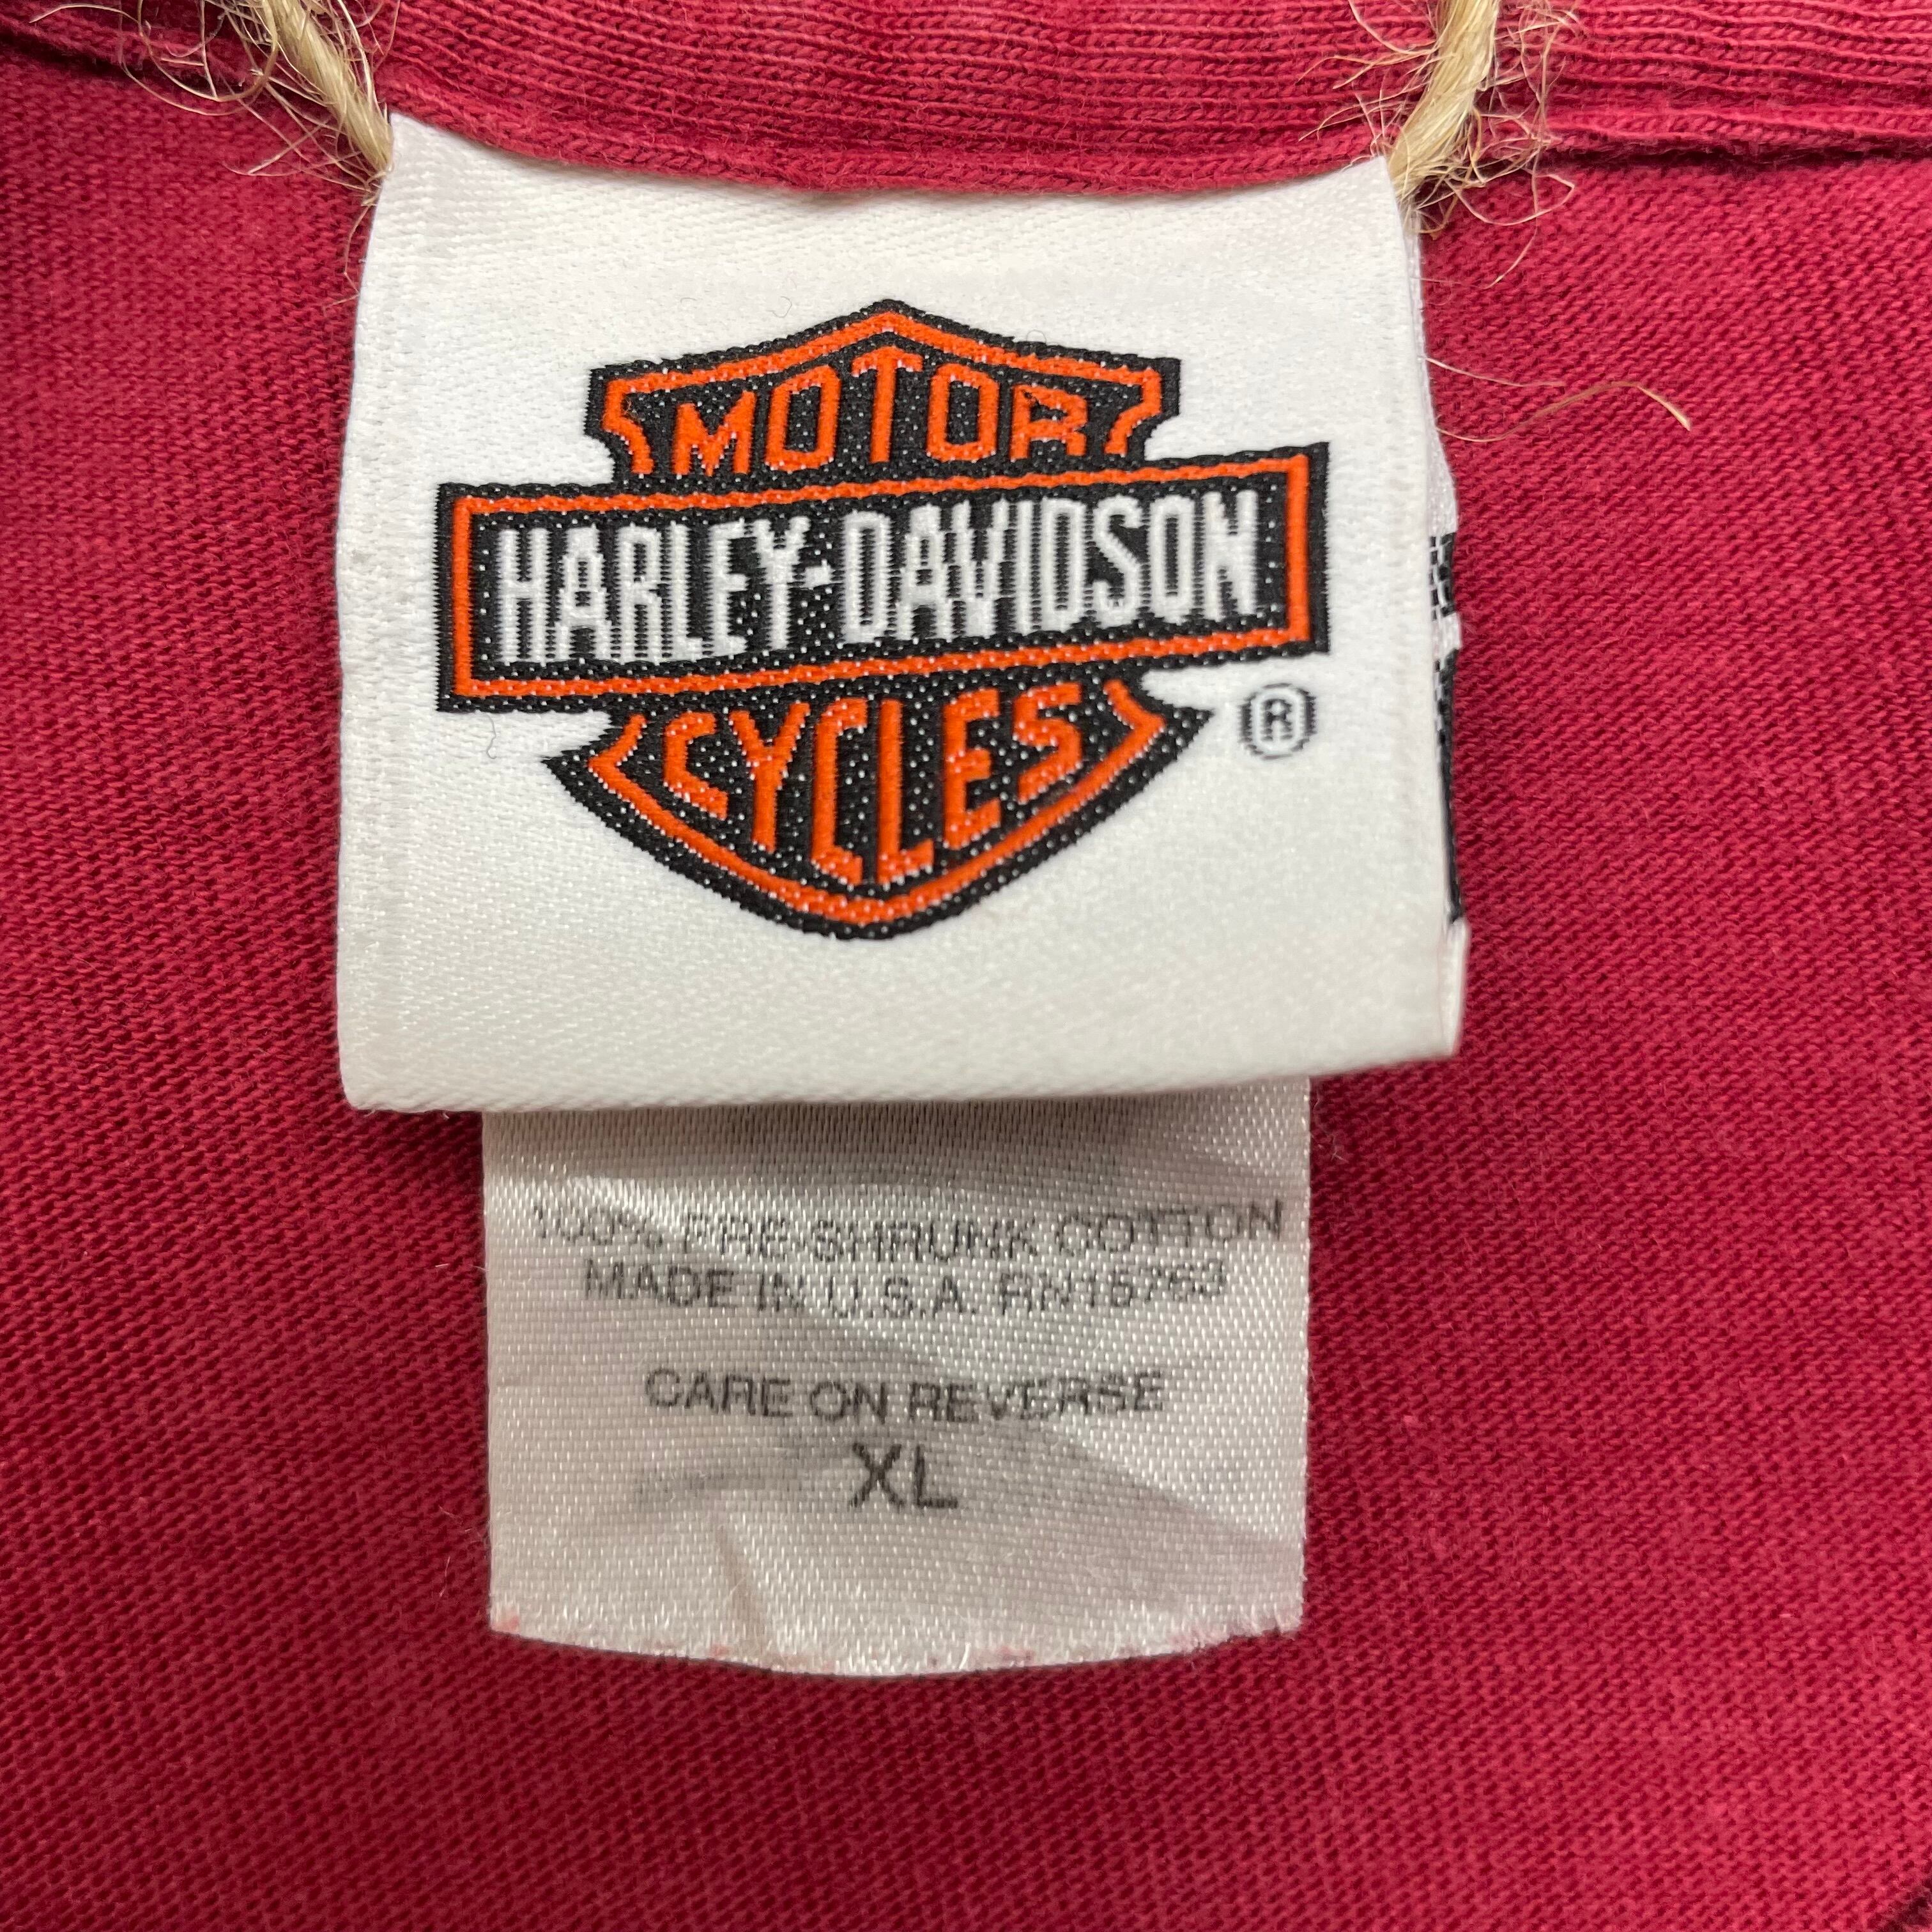 MOTOR
HARLEY-DAVIDSON
CYCLES
®
100% PRE-SHRUNK COTTON
MADE IN U.S.A. RN15763
CARE ON REVERSE
XL